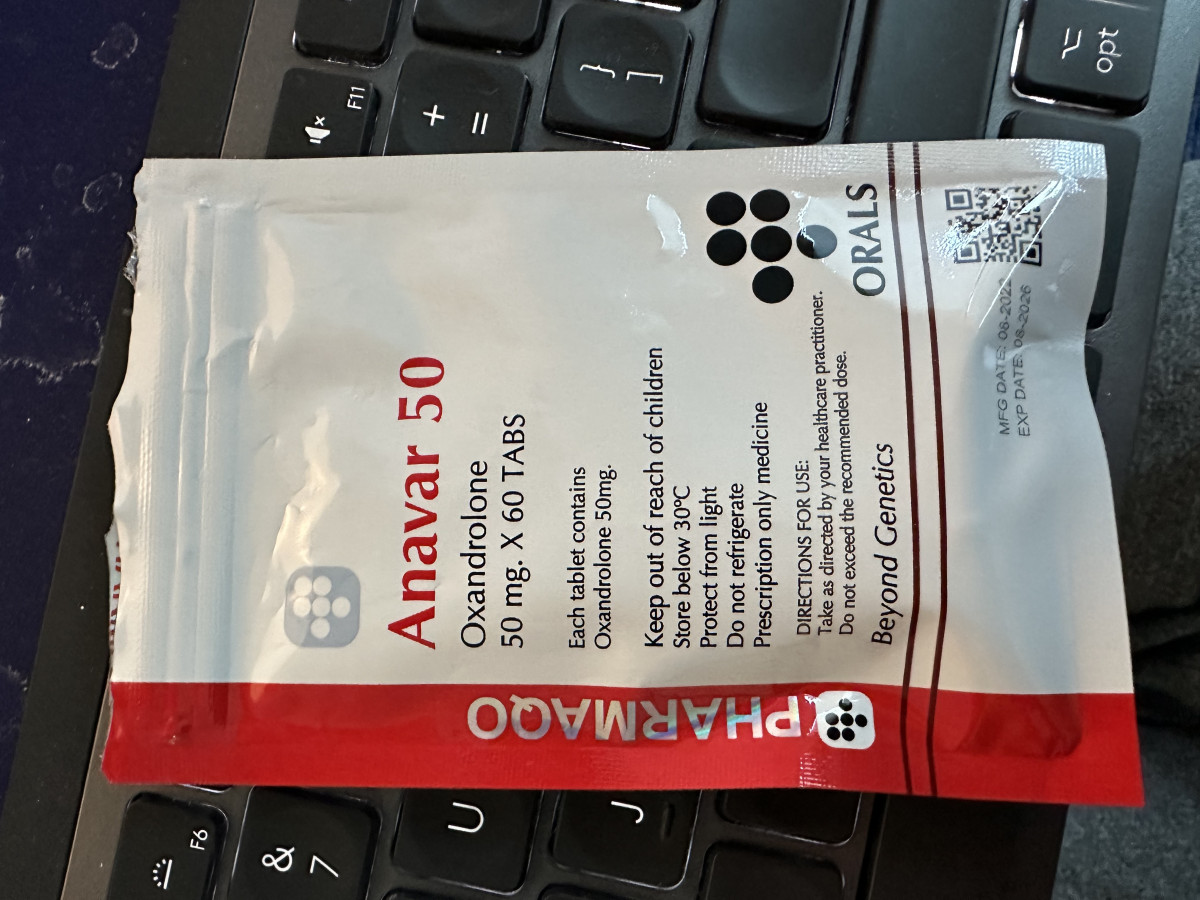 Anavar 50
Oxandrolone
50 mg. X 60 TABS
Each tablet contains
Oxandrolone 50mg.
Keep out of reach of children
Store below 30ºC
Protect from light
Do not refrigerate
Prescription only medicine
DIRECTIONS FOR USE:
Take as directed by your healthcare practitioner.
Do not exceed the recommended dose.
Beyond Genetics
ORALS
MFG DATE: 08-2022
EXP DATE: 08-2026
PHARMAQO
F11
+
=
}
]
opt
F6
&
7
U
J